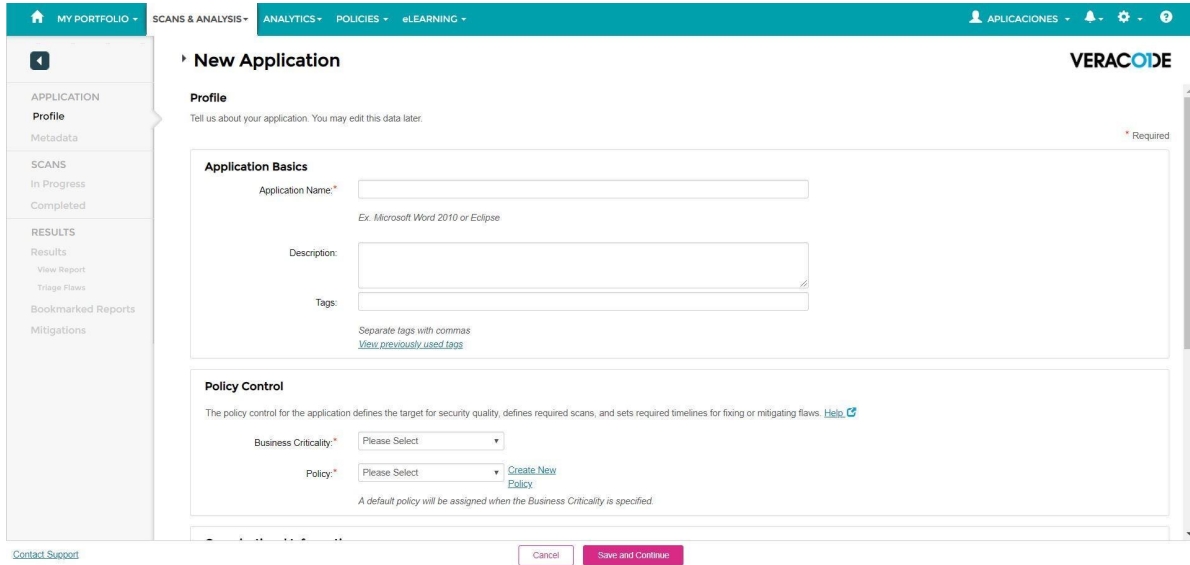 MY PORTFOLIO SCANS & ANALYSIS ANALYTICS POLICIES eLEARNING APLICACIONES
New Application
VERACODE
APPLICATION
Profile
Metadata
SCANS
In Progress
Completed
RESULTS
Results
View Report
Triage Flaws
Bookmarked Reports
Mitigations
Profile
Tell us about your application. You may edit this data later.
* Required
Application Basics
Application Name:*
Ex. Microsoft Word 2010 or Eclipse
Description:
Tags:
Separate tags with commas
View previously used tags
Policy Control
The policy control for the application defines the target for security quality, defines required scans, and sets required timelines for fixing or mitigating flaws. Help
Business Criticality:* Please Select
Policy:* Please Select Create New
Policy
A default policy will be assigned when the Business Criticality is specified.
Contact Support Cancel Save and Continue